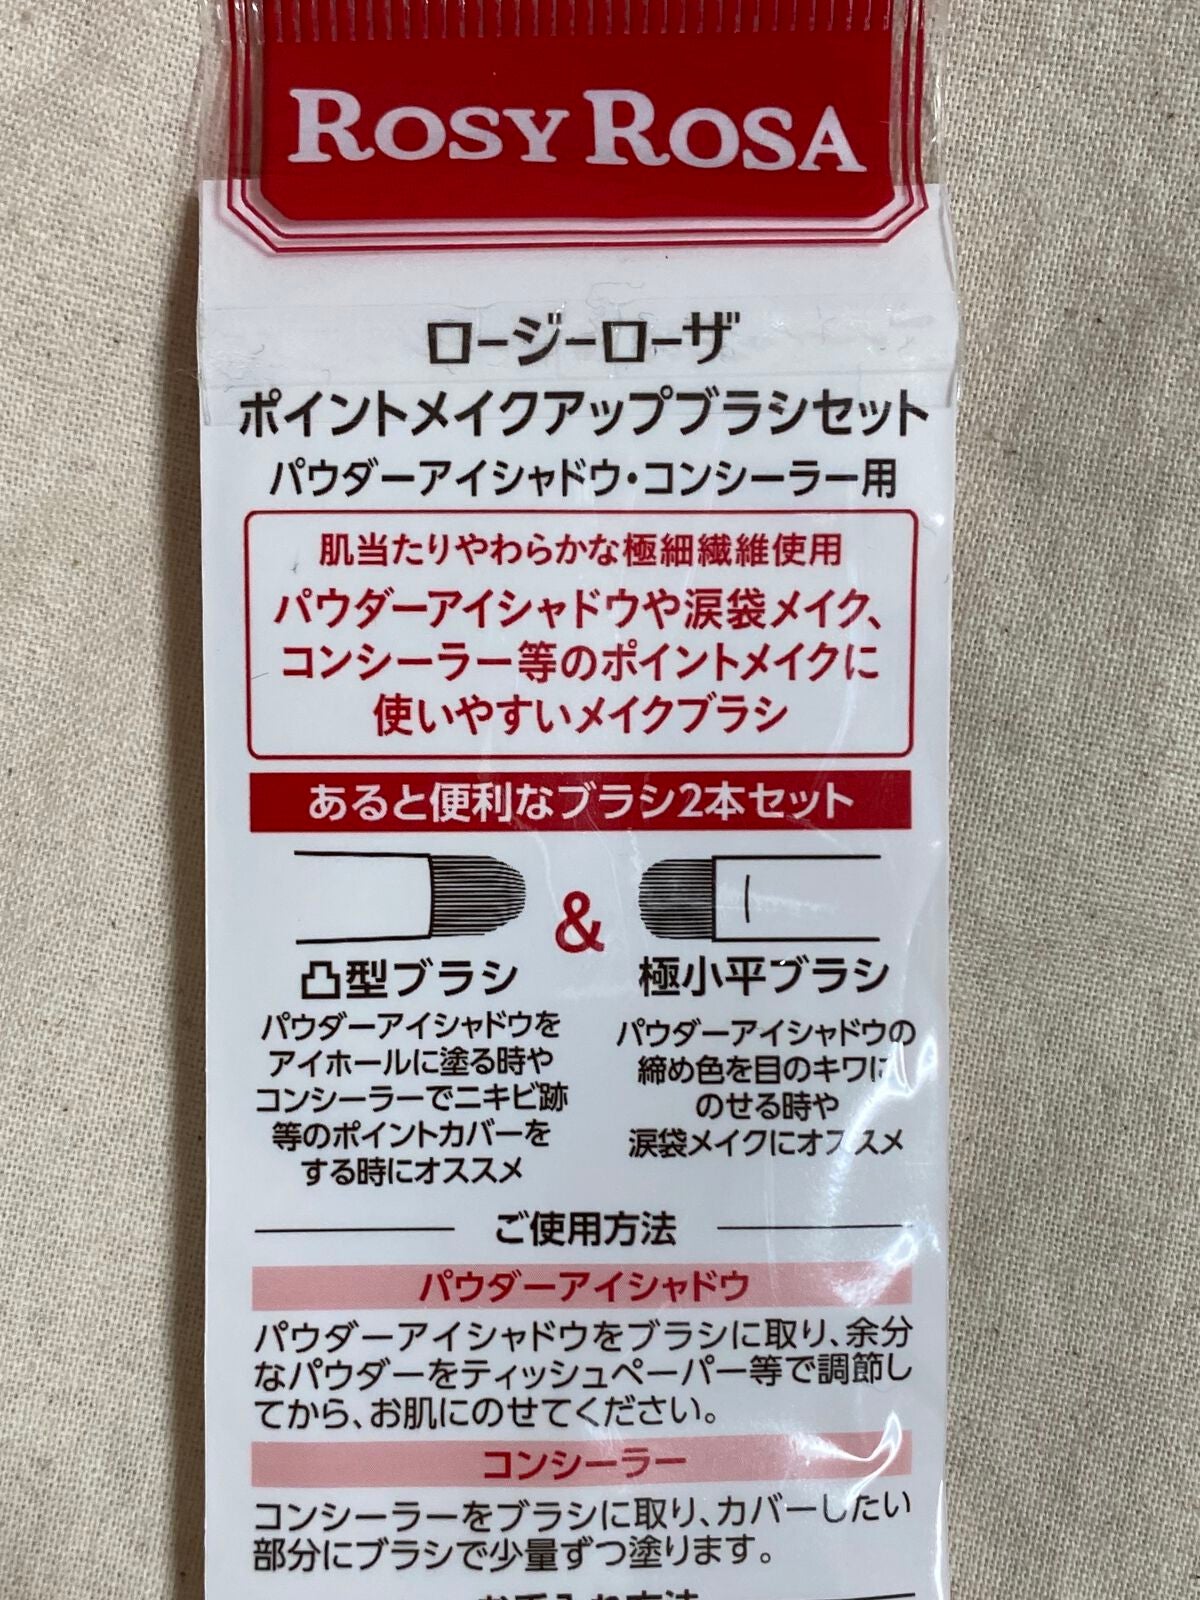 ROSY ROSA
ロージーローザ
ポイントメイクアップブラシセット
パウダーアイシャドウ・コンシーラー用
肌当たりやわらかな極細繊維使用
パウダーアイシャドウや涙袋メイク、
コンシーラー等のポイントメイクに
使いやすいメイクブラシ
あると便利なブラシ2本セット
&
凸型ブラシ
パウダーアイシャドウを
アイホールに塗る時や
コンシーラーでニキビ跡
等のポイントカバーを
する時にオススメ
極小平ブラシ
パウダーアイシャドウの
締め色を目のキワに
のせる時や
涙袋メイクにオススメ
ご使用方法
パウダーアイシャドウ
パウダーアイシャドウをブラシに取り、余分
なパウダーをティッシュペーパー等で調節し
てから、お肌にのせてください。
コンシーラー
コンシーラーをブラシに取り、カバーしたい
部分にブラシで少量ずつ塗ります。